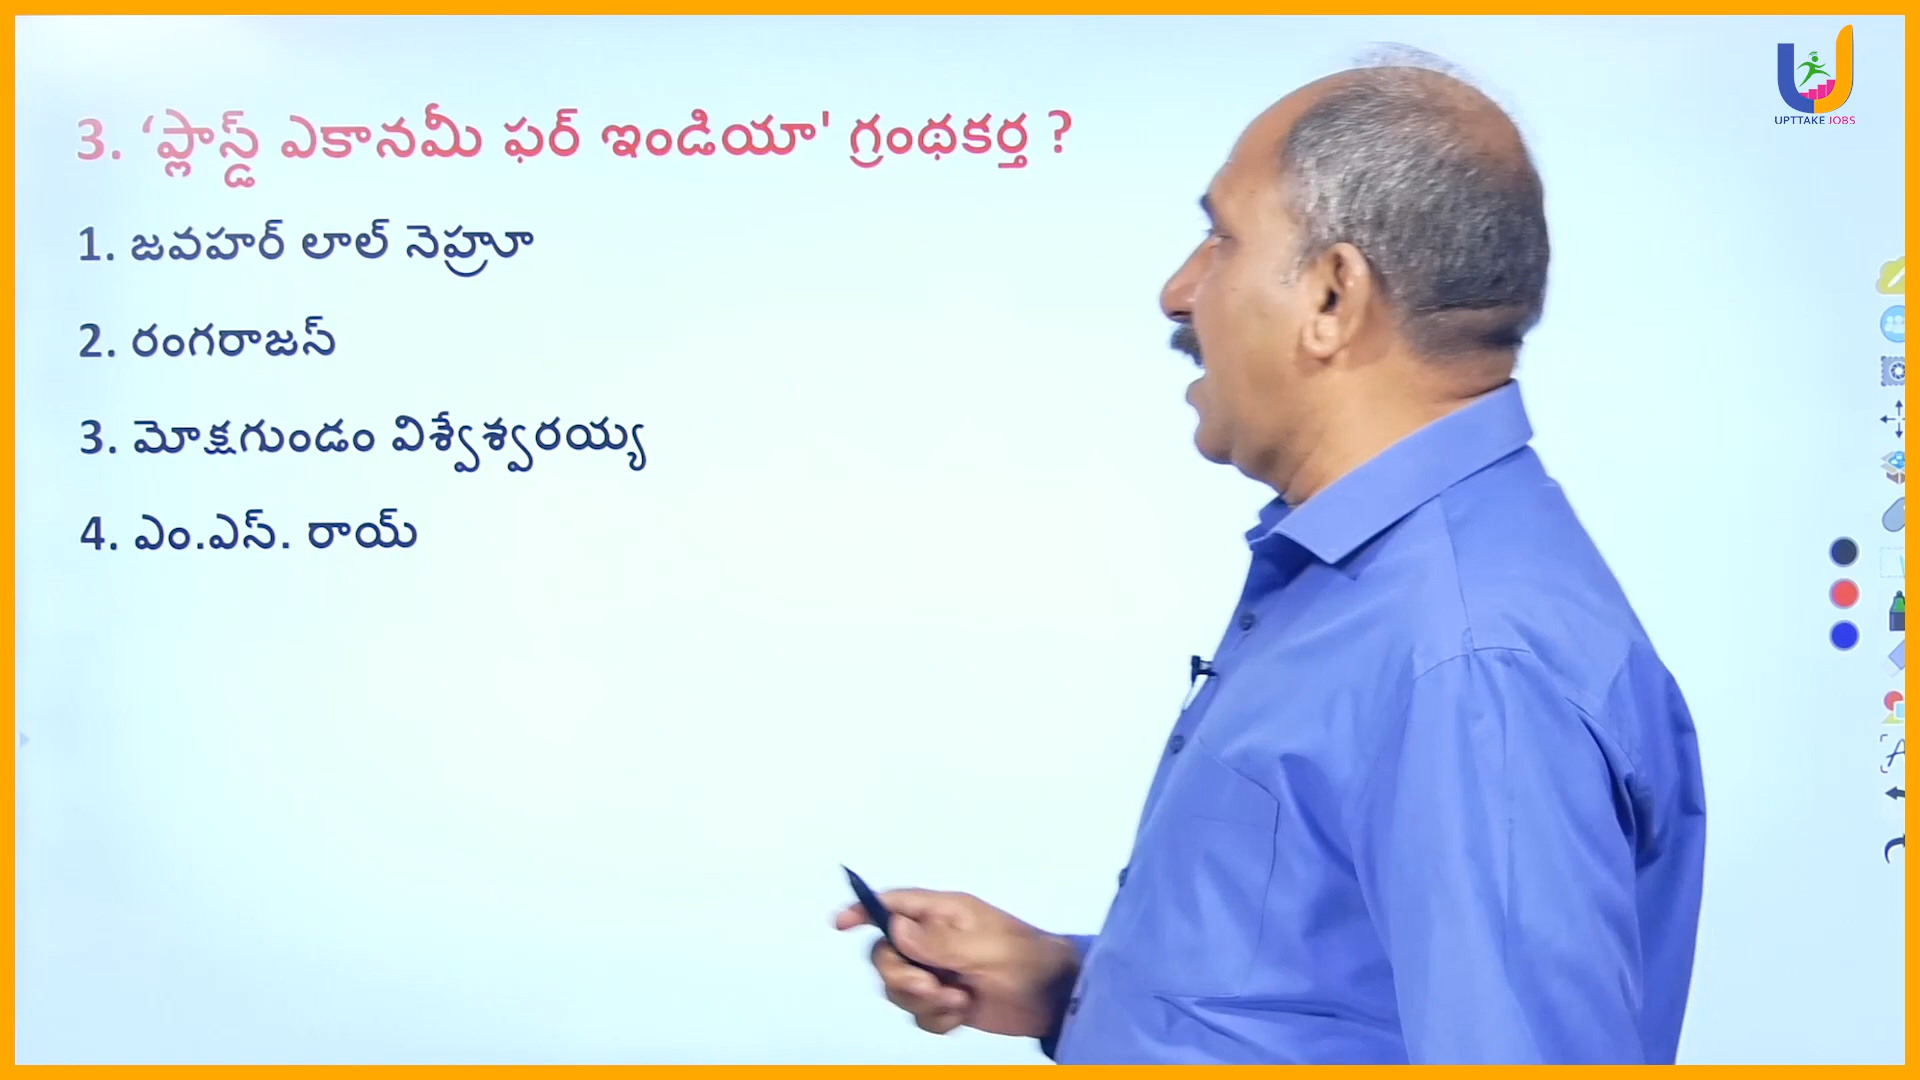 UPTTAKE JOBS
3. ‘ప్లాన్డ్ ఎకానమీ ఫర్ ఇండియా' గ్రంథకర్త ?
1. జవహర్ లాల్ నెహ్రూ
2. రంగరాజన్
3. మోక్షగుండం విశ్వేశ్వరయ్య
4. ఎం.ఎస్. రాయ్